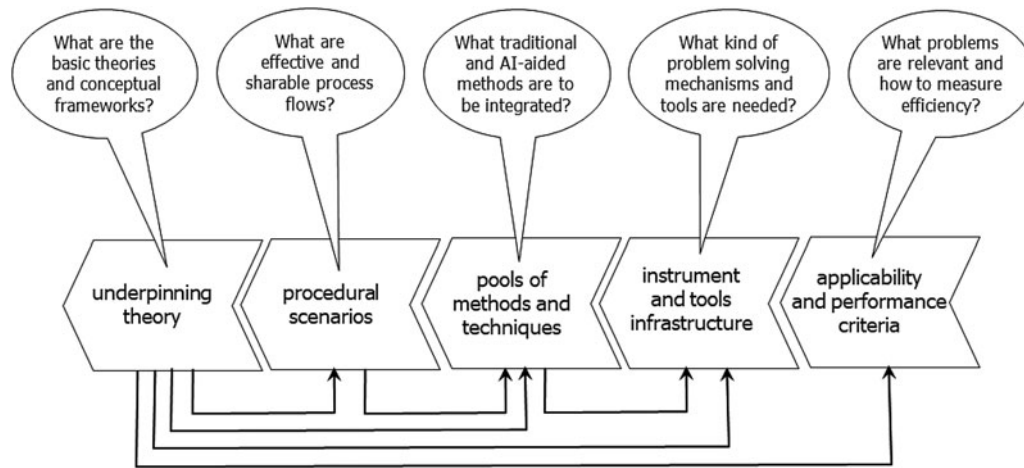 What are the
basic theories
and conceptual
frameworks?
What are
effective and
sharable process
flows?
What traditional
and AI-aided
methods are to
be integrated?
What kind of
problem solving
mechanisms and
tools are needed?
What problems
are relevant and
how to measure
efficiency?
underpinning
theory
procedural
scenarios
pools of
methods and
techniques
instrument
and tools
infrastructure
applicability
and performance
criteria